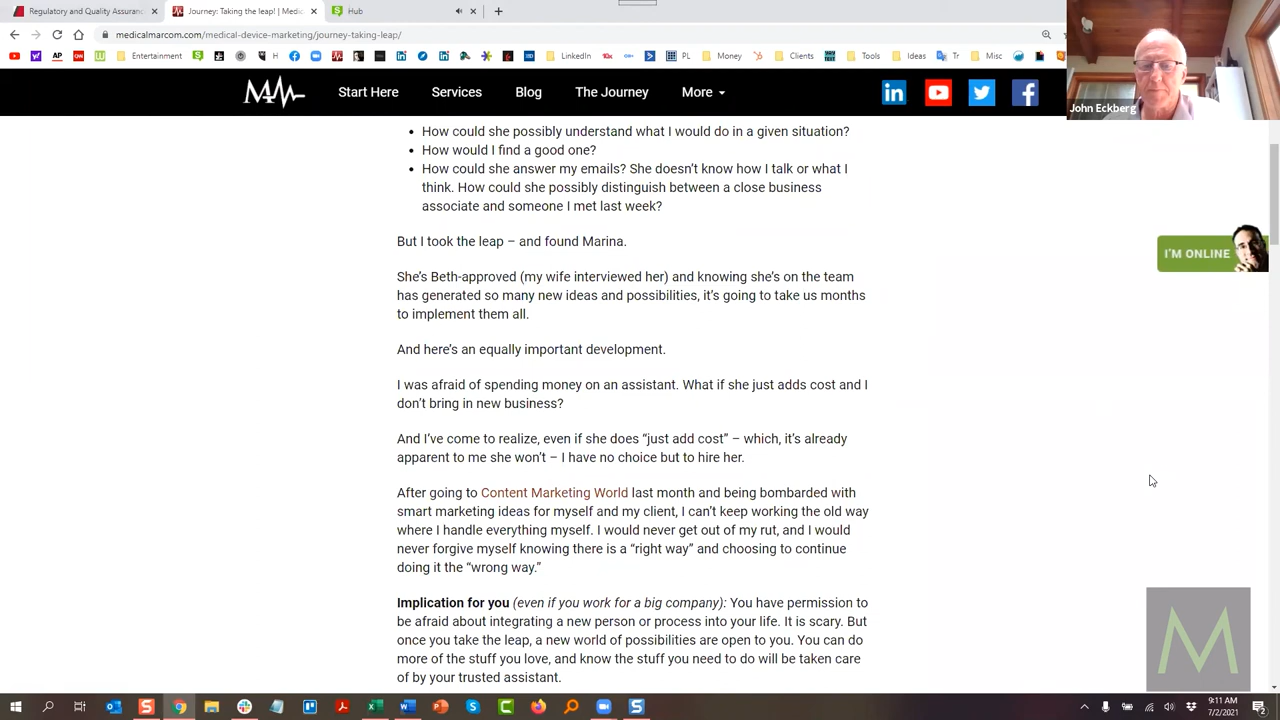 Regulatory and Quality Assuranc
Journey: Taking the leap! | Medic
Hub
medicalmarcom.com/medical-device-marketing/journey-taking-leap/
Entertainment
LinkedIn
PL
Money
Clients
Tools
Ideas
Tr
Misc
John Eckberg
Start Here
Services
Blog
The Journey
More
How could she possibly understand what I would do in a given situation?
How would I find a good one?
How could she answer my emails? She doesn’t know how I talk or what I
think. How could she possibly distinguish between a close business
associate and someone I met last week?
But I took the leap – and found Marina.
I'M ONLINE
She’s Beth-approved (my wife interviewed her) and knowing she’s on the team
has generated so many new ideas and possibilities, it’s going to take us months
to implement them all.
And here’s an equally important development.
I was afraid of spending money on an assistant. What if she just adds cost and I
don’t bring in new business?
And I’ve come to realize, even if she does “just add cost” – which, it’s already
apparent to me she won’t – I have no choice but to hire her.
After going to Content Marketing World last month and being bombarded with
smart marketing ideas for myself and my client, I can’t keep working the old way
where I handle everything myself. I would never get out of my rut, and I would
never forgive myself knowing there is a “right way” and choosing to continue
doing it the “wrong way.”
Implication for you (even if you work for a big company): You have permission to
be afraid about integrating a new person or process into your life. It is scary. But
once you take the leap, a new world of possibilities are open to you. You can do
more of the stuff you love, and know the stuff you need to do will be taken care
of by your trusted assistant.
M
9:11 AM
7/2/2021